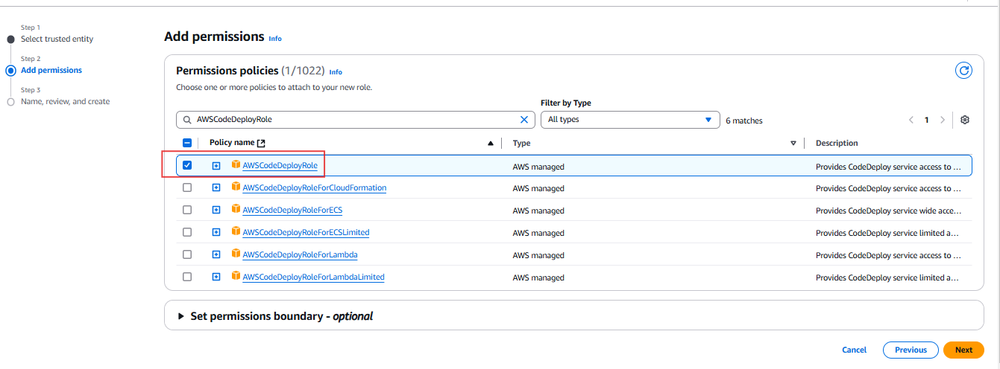 Step 1
Select trusted entity
Step 2
Add permissions
Step 3
Name, review, and create
Add permissions Info
Permissions policies (1/1022) Info
Choose one or more policies to attach to your new role.
Filter by Type
AWSCodeDeployRole
All types
6 matches
1
Policy name Type Description
AWSCodeDeployRole AWS managed Provides CodeDeploy service access to ...
AWSCodeDeployRoleForCloudFormation AWS managed Provides CodeDeploy service access to ...
AWSCodeDeployRoleForECS AWS managed Provides CodeDeploy service wide acce...
AWSCodeDeployRoleForECSLimited AWS managed Provides CodeDeploy service limited a...
AWSCodeDeployRoleForLambda AWS managed Provides CodeDeploy service access to ...
AWSCodeDeployRoleForLambdaLimited AWS managed Provides CodeDeploy service limited a...
Set permissions boundary - optional
Cancel Previous Next